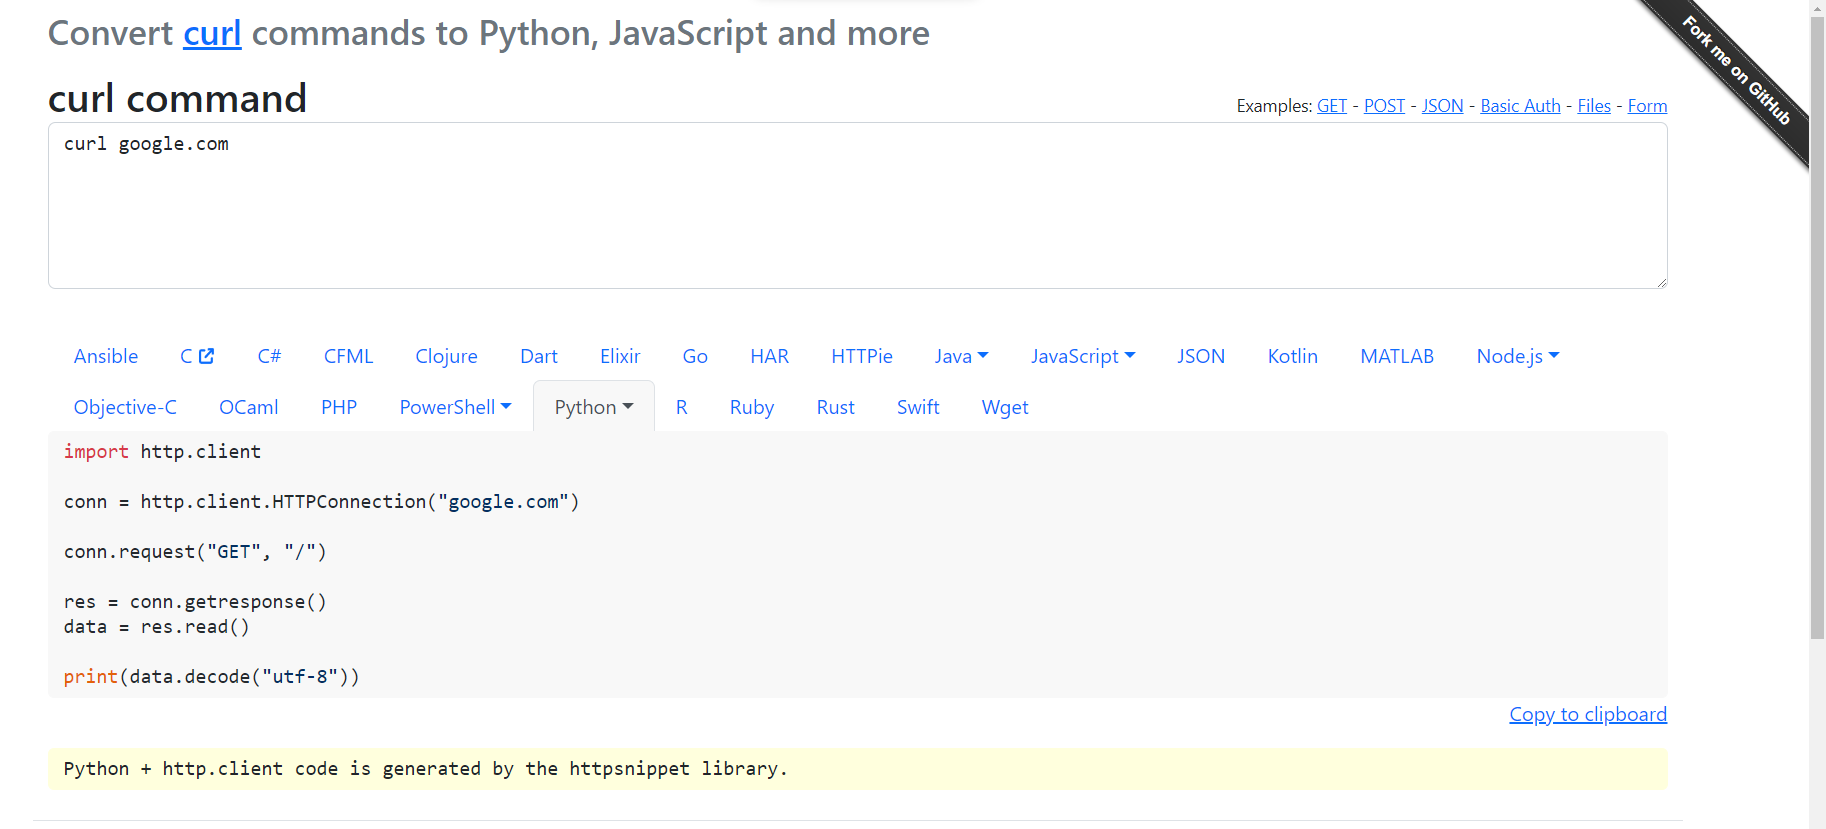 Convert curl commands to Python, JavaScript and more
Fork me on GitHub
curl command
Examples: GET - POST - JSON - Basic Auth - Files - Form
curl google.com
Ansible C C# CFML Clojure Dart Elixir Go HAR HTTPie Java JavaScript JSON Kotlin MATLAB Node.js
Objective-C OCaml PHP PowerShell Python R Ruby Rust Swift Wget
import http.client
conn = http.client.HTTPConnection("google.com")
conn.request("GET", "/")
res = conn.getresponse()
data = res.read()
print(data.decode("utf-8"))
Copy to clipboard
Python + http.client code is generated by the httpsnippet library.